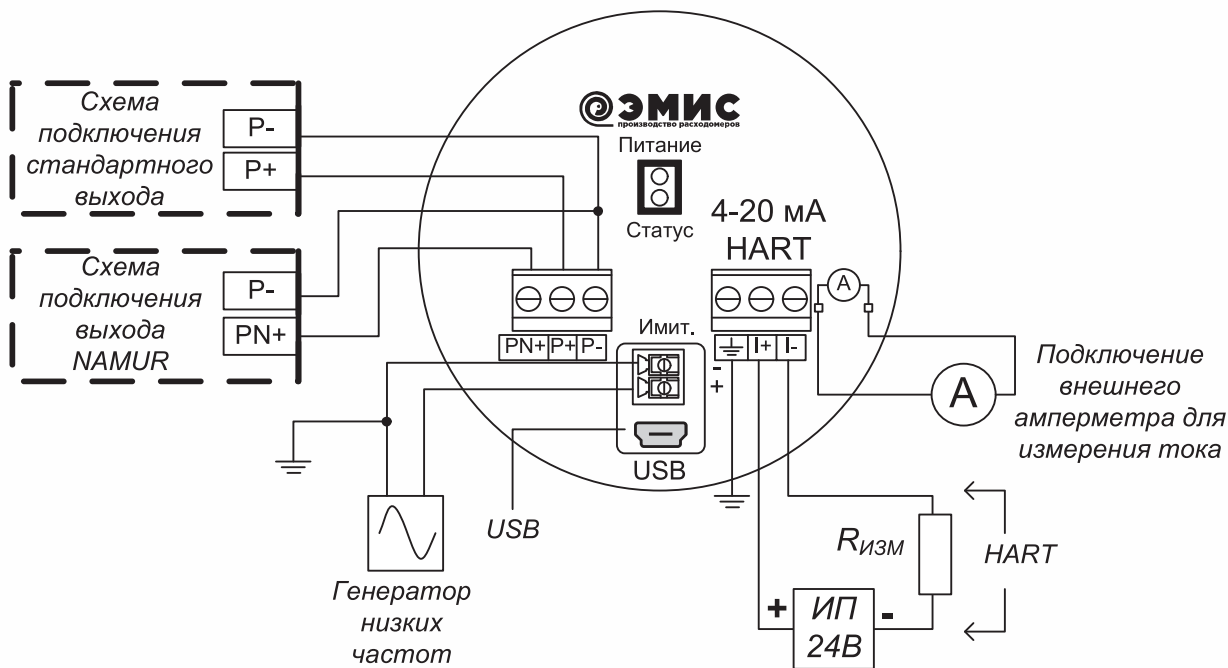 Схема
подключения
стандартного
выхода
P-
P+
Схема
подключения
выхода
NAMUR
P-
PN+
ЭМИС
производство расходомеров
Питание
Статус
4-20 мА
HART
A
PN+ P+ P-
Имит.
-
+
USB
I+ I-
A
Подключение
внешнего
амперметра для
измерения тока
USB
Генератор
низких
частот
RИЗМ
HART
+
ИП
24В
-